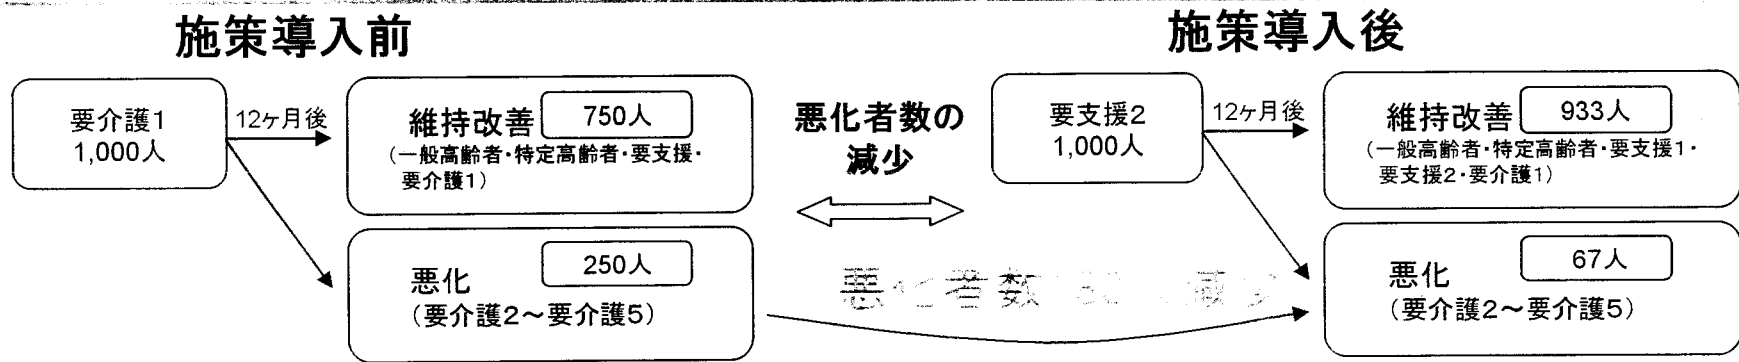 施策導入前
施策導入後
要介護1
1,000人
12ヶ月後
維持改善 750人
(一般高齢者・特定高齢者・要支援・
要介護1)
悪化 250人
(要介護2~要介護5)
悪化者数の
減少
悪化者数 減少
要支援2
1,000人
12ヶ月後
維持改善 933人
(一般高齢者・特定高齢者・要支援1・
要支援2・要介護1)
悪化 67人
(要介護2~要介護5)